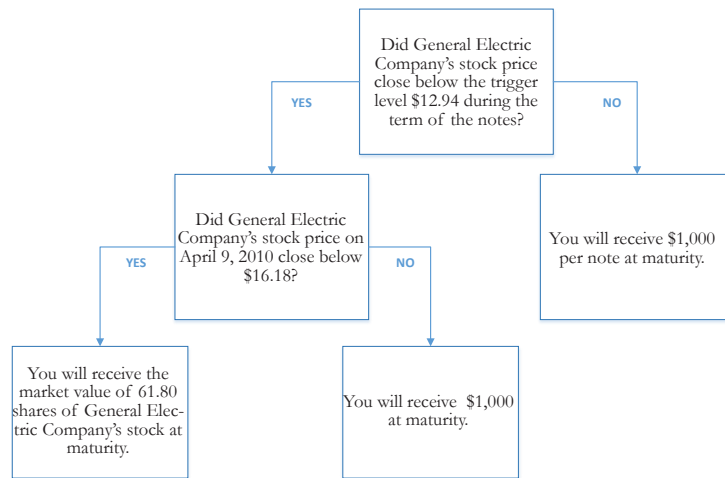 Did General Electric
Company's stock price
close below the trigger
level $12.94 during the
term of the notes?
YES
NO
Did General Electric
Company's stock price on
April 9, 2010 close below
$16.18?
You will receive $1,000
per note at maturity.
YES
NO
You will receive the
market value of 61.80
shares of General Elec-
tric Company's stock at
maturity.
You will receive $1,000
at maturity.